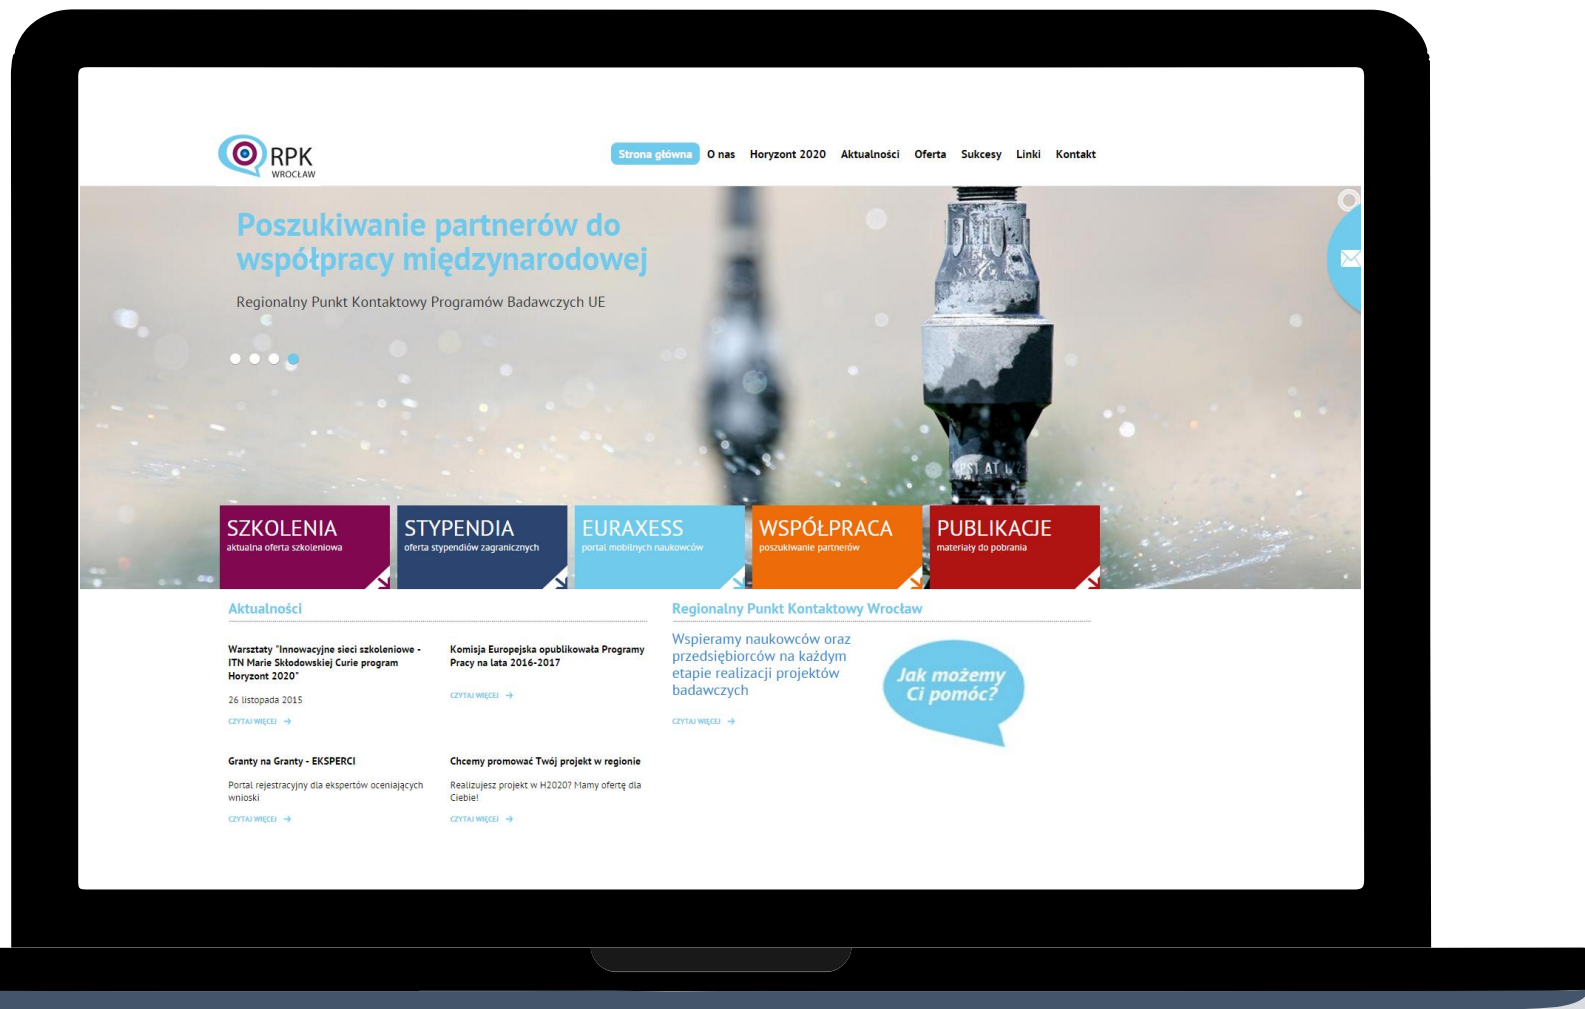 RPK
WROCŁAW
Strona główna O nas Horyzont 2020 Aktualności Oferta Sukcesy Linki Kontakt
Poszukiwanie partnerów do
współpracy międzynarodowej
Regionalny Punkt Kontaktowy Programów Badawczych UE
PST AT 1/2
SZKOLENIA
aktualna oferta szkoleniowa
STYPENDIA
oferta stypendiów zagranicznych
EURAXESS
portal mobilnych naukowców
WSPÓŁPRACA
poszukiwanie partnerów
PUBLIKACJE
materiały do pobrania
Aktualności
Warsztaty "Innowacyjne sieci szkoleniowe -
ITN Marie Skłodowskiej Curie program
Horyzont 2020"
26 listopada 2015
CZYTAJ WIĘCEJ
Komisja Europejska opublikowała Programy
Pracy na lata 2016-2017
CZYTAJ WIĘCEJ
Granty na Granty - EKSPERCI
Portal rejestracyjny dla ekspertów oceniających
wnioski
CZYTAJ WIĘCEJ
Chcemy promować Twój projekt w regionie
Realizujesz projekt w H2020? Mamy ofertę dla
Ciebie!
CZYTAJ WIĘCEJ
Regionalny Punkt Kontaktowy Wrocław
Wspieramy naukowców oraz
przedsiębiorców na każdym
etapie realizacji projektów
badawczych
CZYTAJ WIĘCEJ
Jak możemy
Ci pomóc?